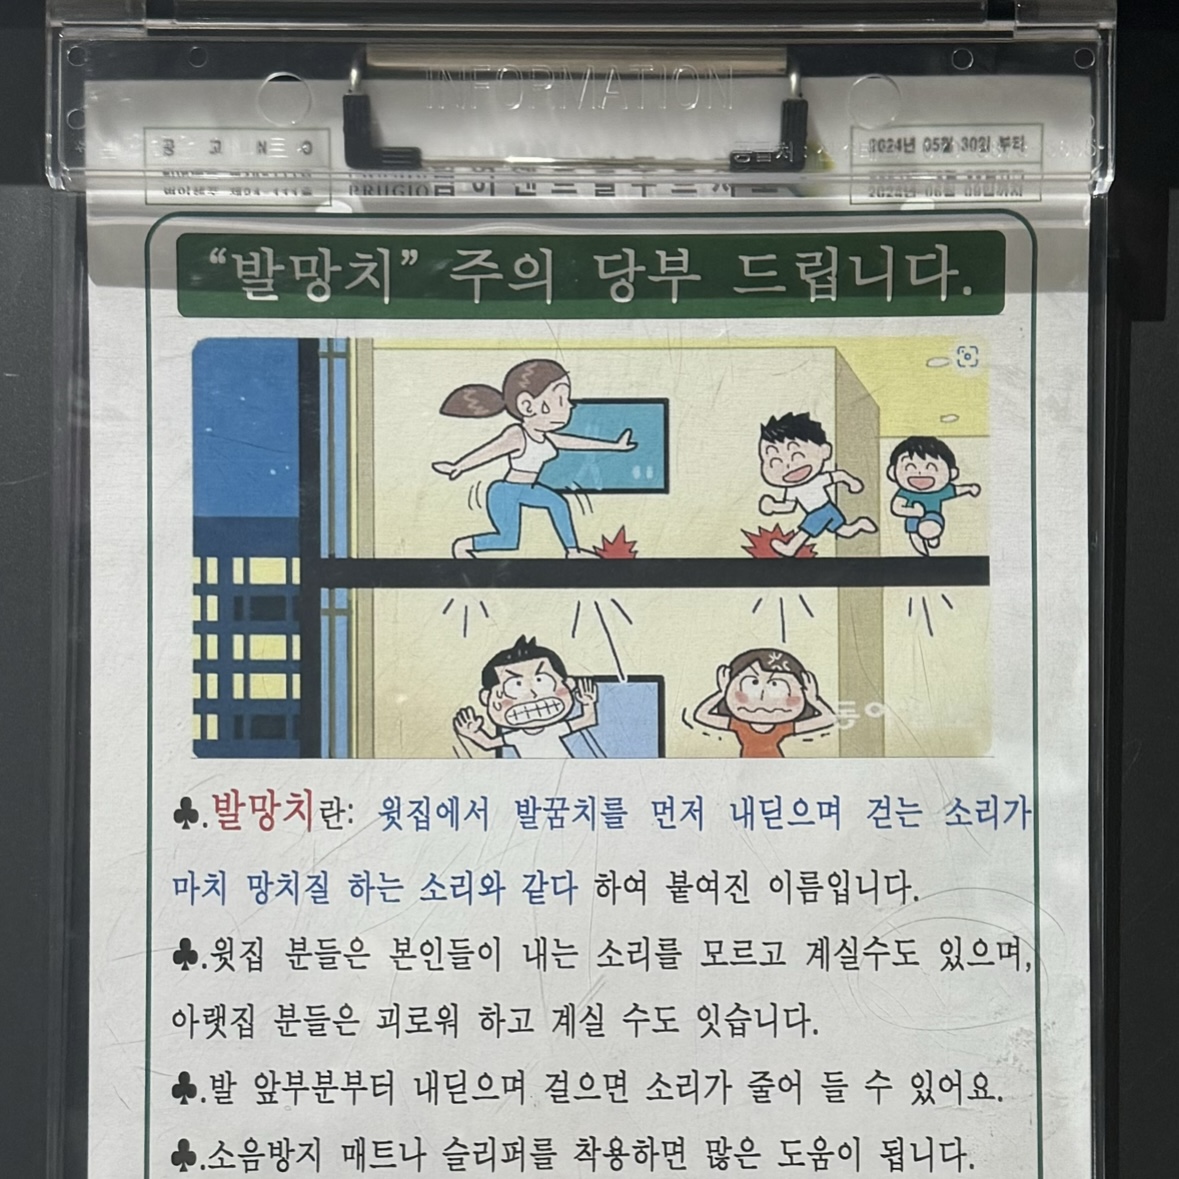 INFORMATION
공 고 N O
2024년 05월 30일 부터
PRUGIO
"발망치" 주의 당부 드립니다.
♣.발망치란: 윗집에서 발꿈치를 먼저 내딛으며 걷는 소리가
마치 망치질 하는 소리와 같다 하여 붙여진 이름입니다.
♣.윗집 분들은 본인들이 내는 소리를 모르고 계실수도 있으며,
아랫집 분들은 괴로워 하고 계실 수도 잇습니다.
♣.발 앞부분부터 내딛으며 걸으면 소리가 줄어 들 수 있어요.
♣.소음방지 매트나 슬리퍼를 착용하면 많은 도움이 됩니다.